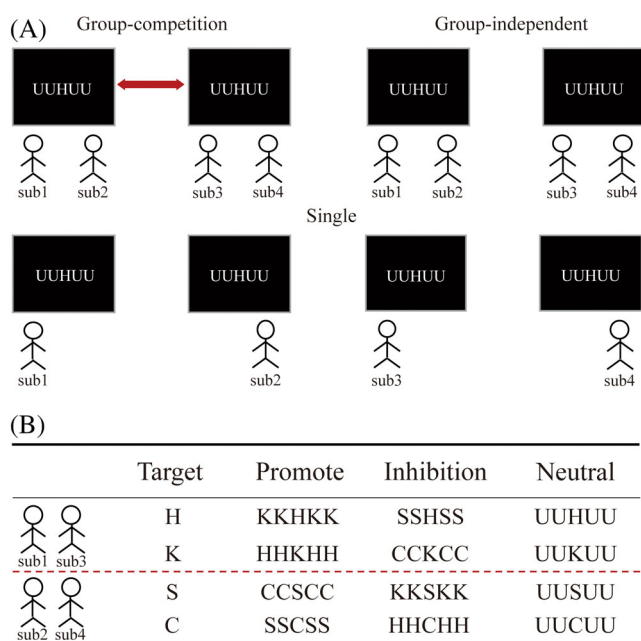 (A)
Group-competition Group-independent
UUHUU UUHUU UUHUU UUHUU
sub1 sub2 sub3 sub4 sub1 sub2 sub3 sub4
Single
UUHUU UUHUU UUHUU UUHUU
sub1 sub2 sub3 sub4
(B)
Target Promote Inhibition Neutral
H KKHKK SSHSS UUHUU
sub1 sub3
K HHKHH CCKCC UUKUU
S CCSCC KKSKK UUSUU
sub2 sub4
C SSCSS HHCHH UUCUU